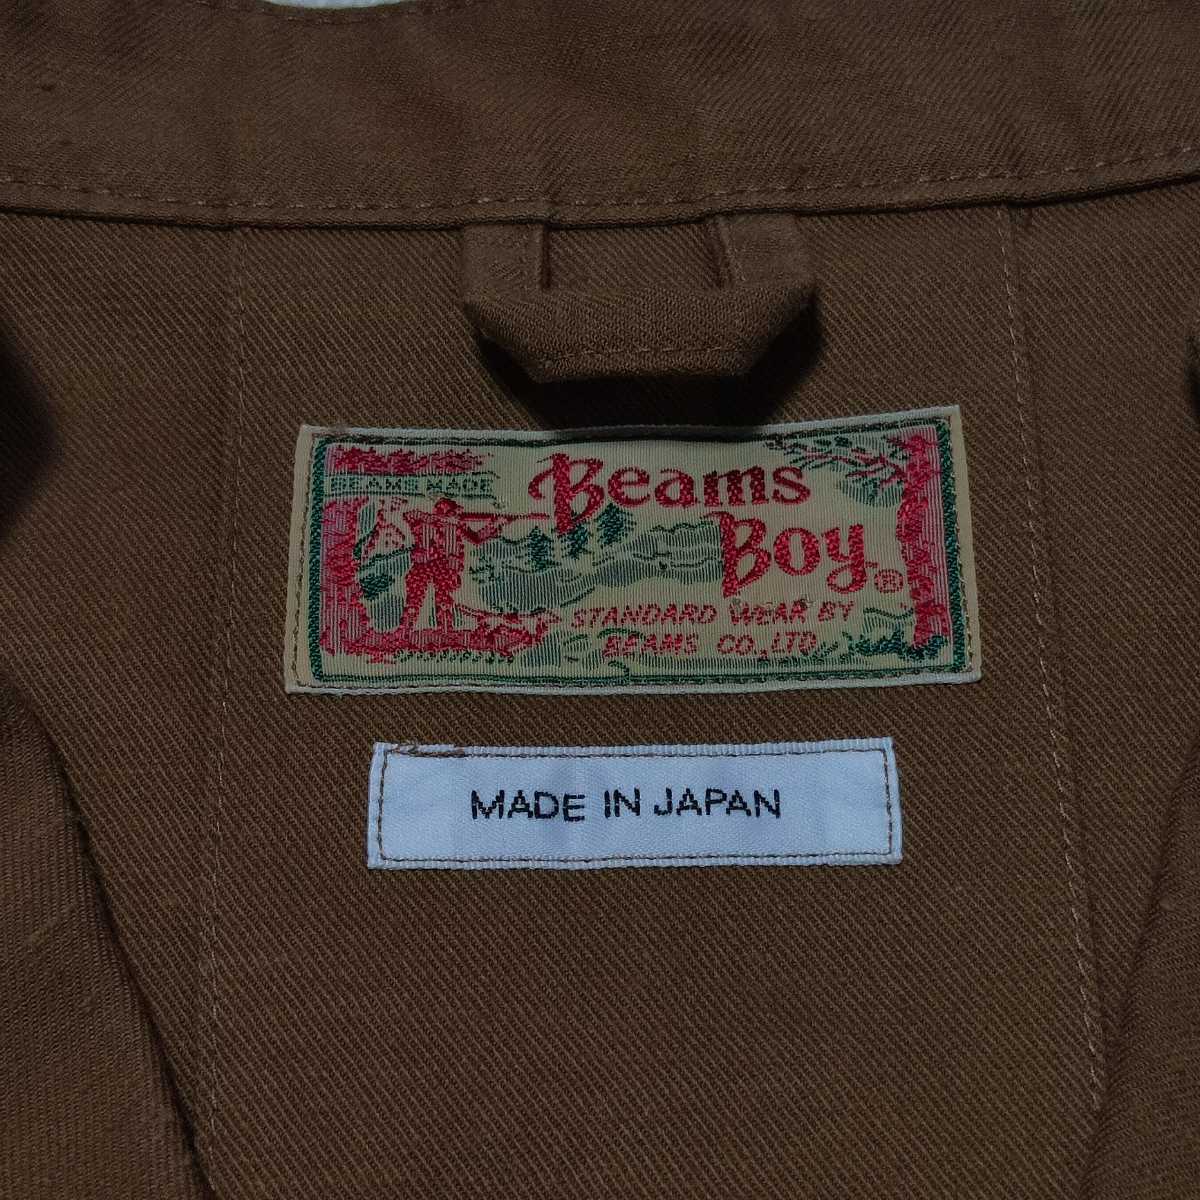 BEAMS MADE
Beams
Boy®
STANDARD WEAR BY
BEAMS CO.,LTD
MADE IN JAPAN